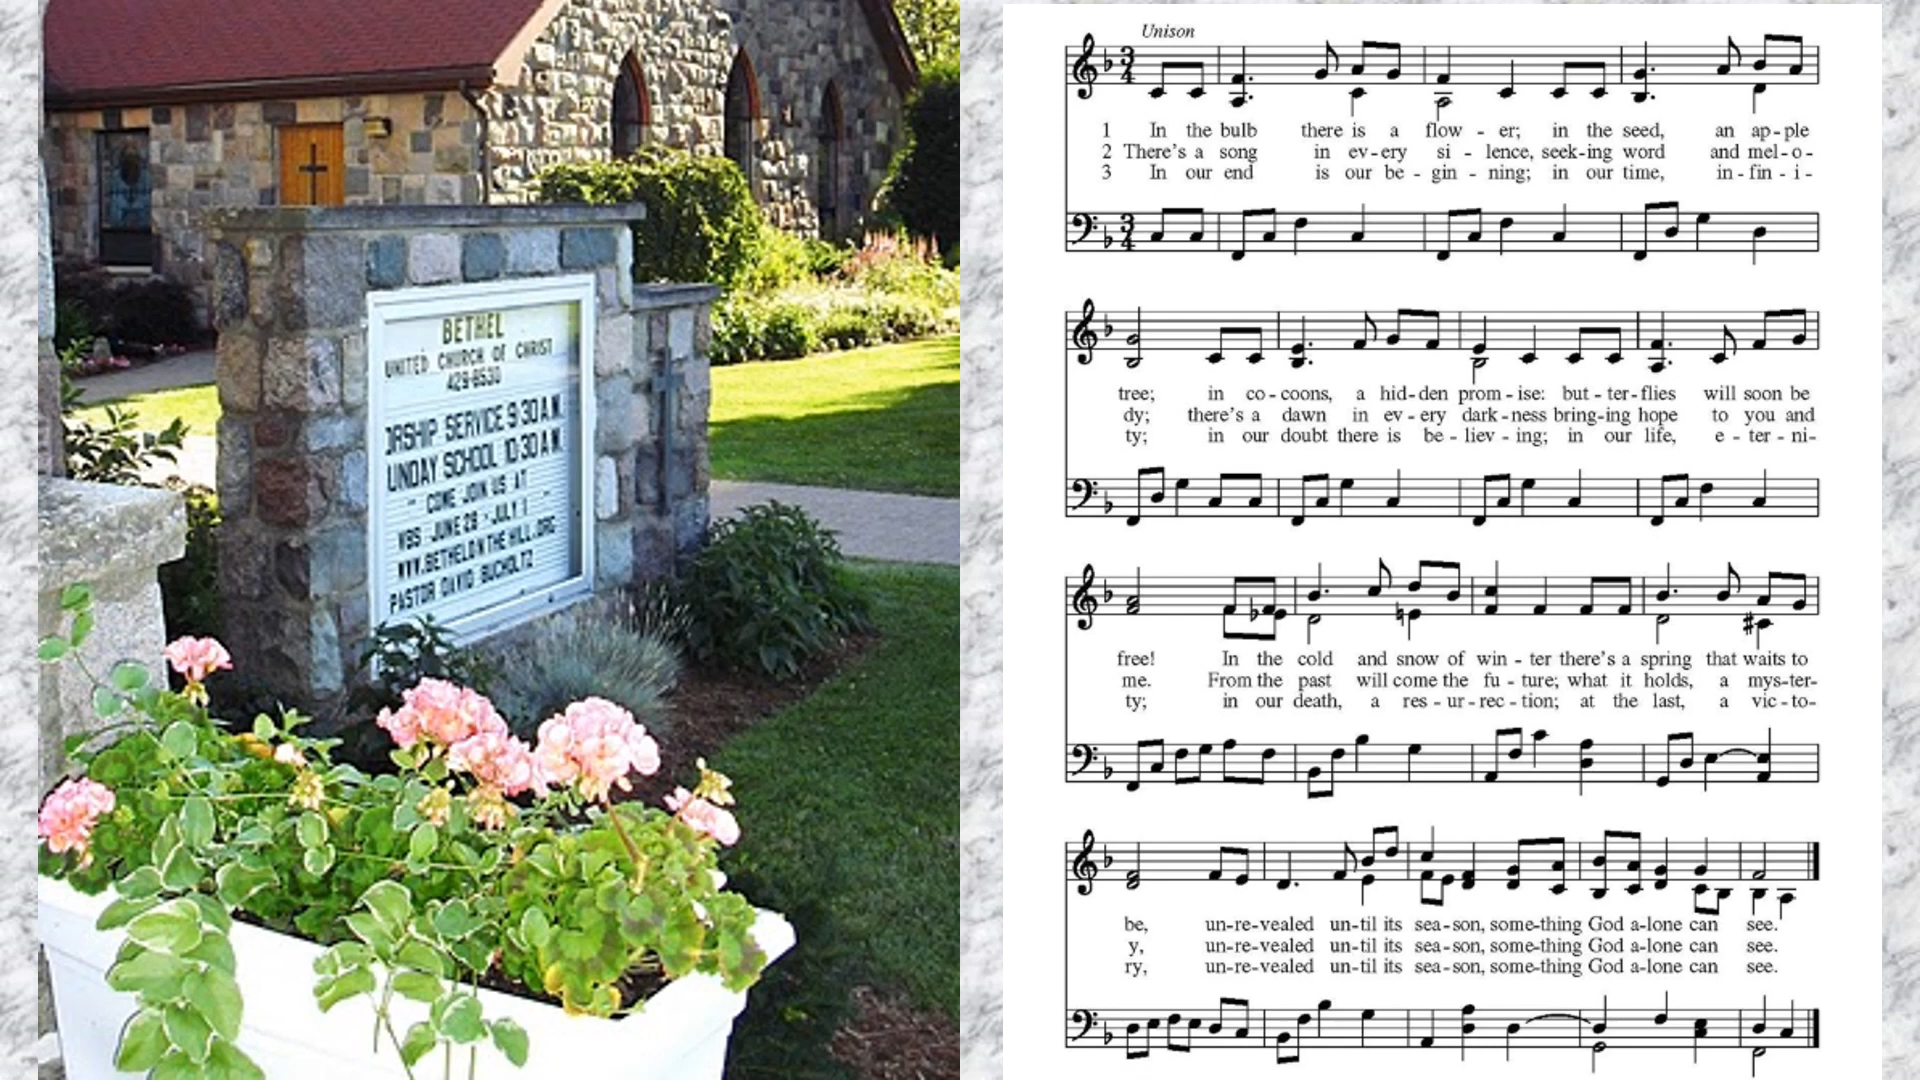 BETHEL
UNITED CHURCH OF CHRIST
429-8530
ORSHIP SERVICE 9:30 A.M.
UNDAY SCHOOL 10:30 A.M.
- COME JOIN US AT -
VBS JUNE 28 - JULY 1
WWW.BETHELONTHEHILL.ORG
PASTOR DAVID BUCHOLTZ
Unison
3 4
1 In the bulb there is a flow - er; in the seed, an ap - ple
2 There's a song in ev - ery si - lence, seek - ing word and mel - o -
3 In our end is our be - gin - ning; in our time, in - fin - i -
3 4
tree; in co - coons, a hid - den prom - ise: but - ter - flies will soon be
dy; there's a dawn in ev - ery dark - ness bring - ing hope to you and
ty; in our doubt there is be - liev - ing; in our life, e - ter - ni-
free! In the cold and snow of win - ter there's a spring that waits to
me. From the past will come the fu - ture; what it holds, a mys - ter-
ty; in our death, a res - ur - rec - tion; at the last, a vic - to-
be, un-re-vealed un-til its sea-son, some-thing God a-lone can see.
y, un-re-vealed un-til its sea-son, some-thing God a-lone can see.
ry, un-re-vealed un-til its sea-son, some-thing God a-lone can see.